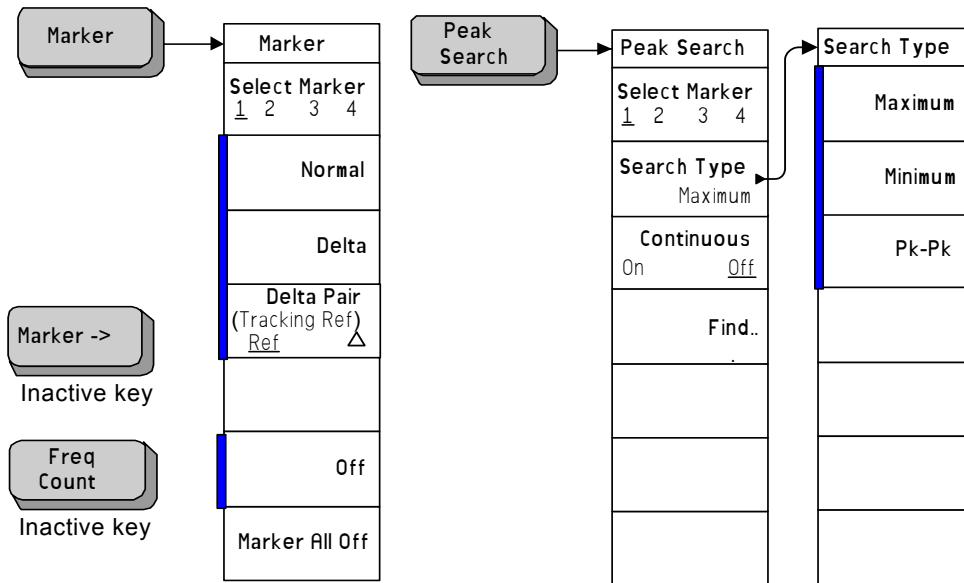 Marker
Marker
Select Marker
1 2 3 4
Normal
Delta
Delta Pair
(Tracking Ref)
Ref Δ
Off
Marker All Off
Marker ->
Inactive key
Freq
Count
Inactive key
Peak
Search
Peak Search
Select Marker
1 2 3 4
Search Type
Maximum
Continuous
On Off
Find..
.
Search Type
Maximum
Minimum
Pk-Pk